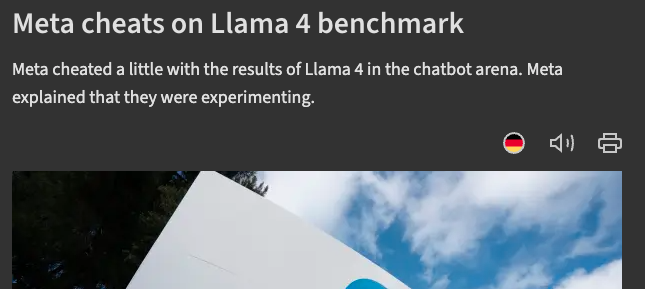 Meta cheats on Llama 4 benchmark
Meta cheated a little with the results of Llama 4 in the chatbot arena. Meta
explained that they were experimenting.